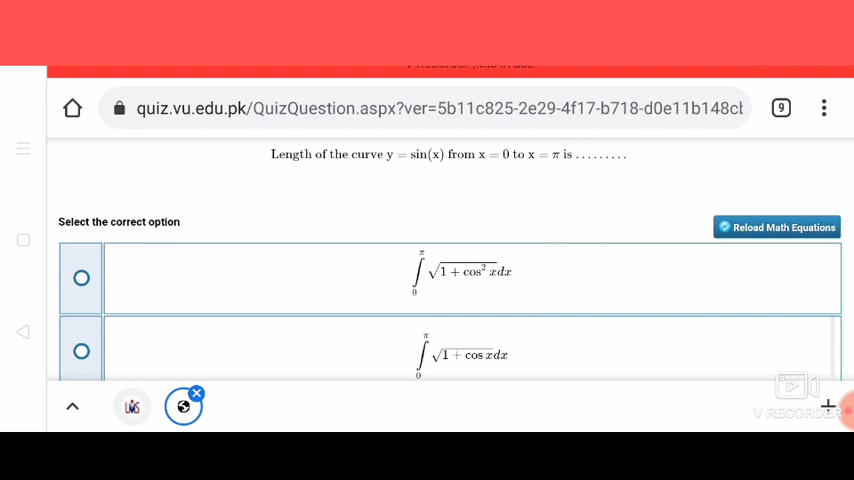 quiz.vu.edu.pk/QuizQuestion.aspx?ver=5b11c825-2e29-4f17-b718-d0e11b148cb
9
Length of the curve y = sin(x) from x = 0 to x = π is .........
Select the correct option
Reload Math Equations
∫₀^π √(1 + cos² x) dx
∫₀^π √(1 + cos x) dx
V RECORDER